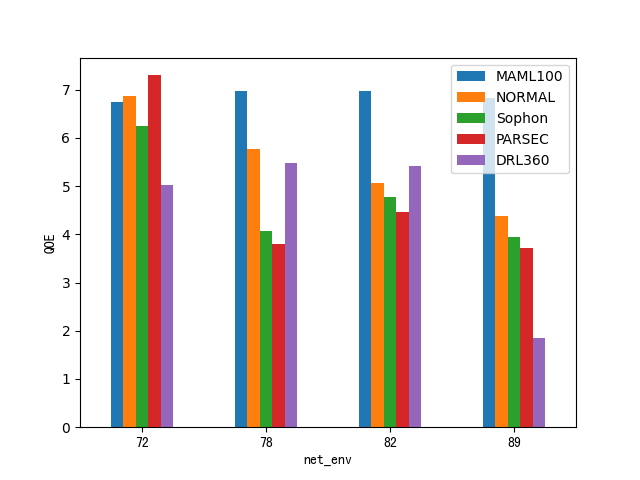 MAML100
NORMAL
Sophon
PARSEC
DRL360
7
6
5
4
3
2
1
0
QOE
72 78 82 89
net_env